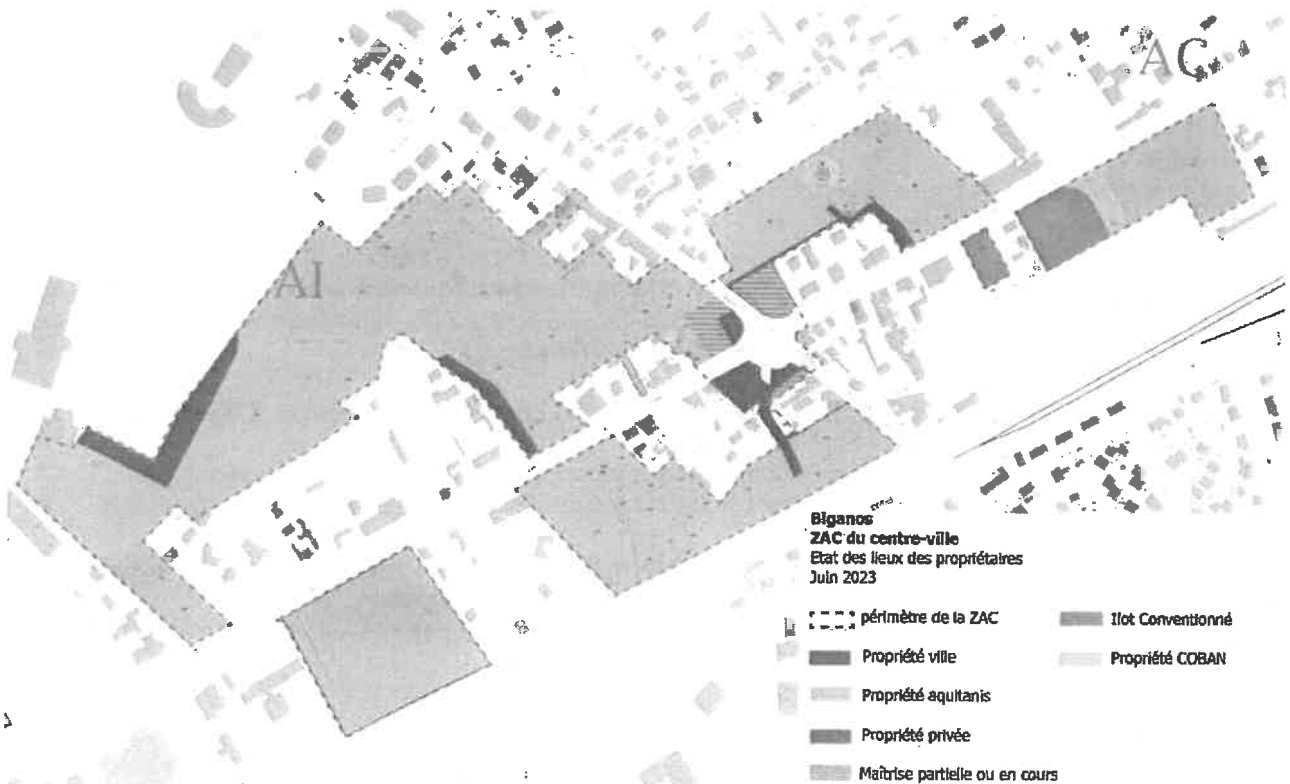 AC
AI
Biganos
ZAC du centre-ville
Etat des lieux des propriétaires
Juin 2023
périmètre de la ZAC
Ilot Conventionné
Propriété ville
Propriété COBAN
Propriété aquitanis
Propriété privée
Maîtrise partielle ou en cours